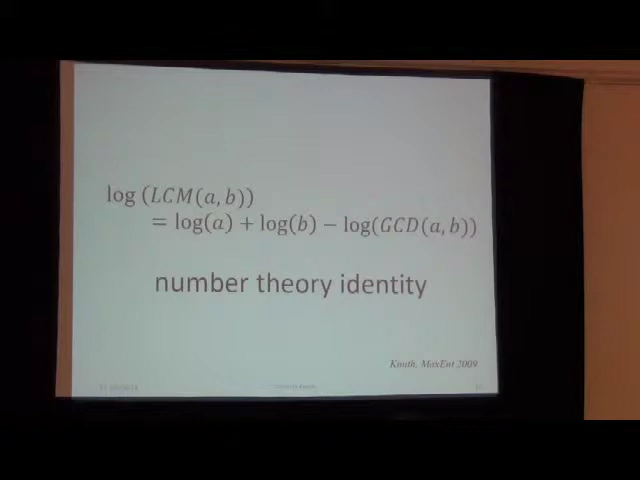 log (LCM(a, b))
= log(a) + log(b) − log(GCD(a, b))
number theory identity
Knuth, MaxEnt 2009